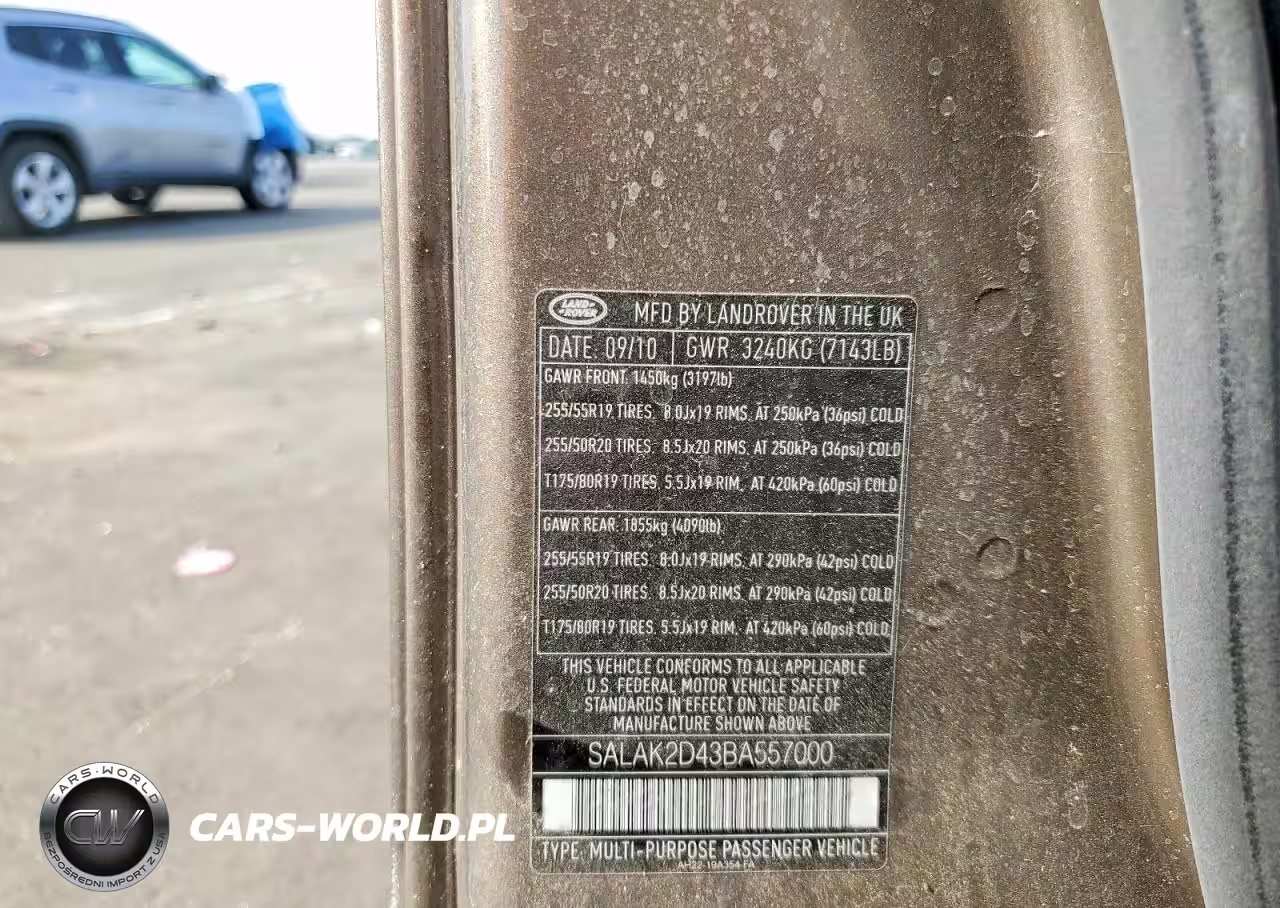 LAND ROVER MFD BY LANDROVER IN THE UK
DATE. 09/10 GWR. 3240KG (7143LB)
GAWR FRONT. 1450kg (3197lb)
255/55R19 TIRES. 8.0Jx19 RIMS. AT 250kPa (36psi) COLD
255/50R20 TIRES. 8.5Jx20 RIMS. AT 250kPa (36psi) COLD
T175/80R19 TIRES. 5.5Jx19 RIM. AT 420kPa (60psi) COLD
GAWR REAR. 1855kg (4090lb)
255/55R19 TIRES. 8.0Jx19 RIMS. AT 290kPa (42psi) COLD
255/50R20 TIRES. 8.5Jx20 RIMS. AT 290kPa (42psi) COLD
T175/80R19 TIRES. 5.5Jx19 RIM. AT 420kPa (60psi) COLD
THIS VEHICLE CONFORMS TO ALL APPLICABLE
U.S. FEDERAL MOTOR VEHICLE SAFETY
STANDARDS IN EFFECT ON THE DATE OF
MANUFACTURE SHOWN ABOVE
SALAK2D43BA557000
TYPE. MULTI-PURPOSE PASSENGER VEHICLE
AH22-19A354-FA
CARS-WORLD
CW
BEZPOŚREDNI IMPORT Z USA
CARS-WORLD.PL